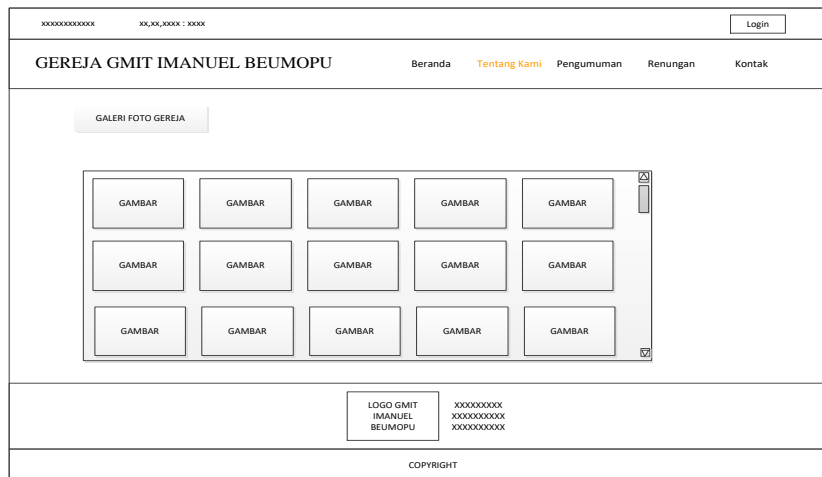 xxxxxxxxxxxx xx,xx,xxxx : xxxx Login
GEREJA GMIT IMANUEL BEUMOPU Beranda Tentang Kami Pengumuman Renungan Kontak
GALERI FOTO GEREJA
GAMBAR GAMBAR GAMBAR GAMBAR GAMBAR
GAMBAR GAMBAR GAMBAR GAMBAR GAMBAR
GAMBAR GAMBAR GAMBAR GAMBAR GAMBAR
LOGO GMIT XXXXXXXXX
IMANUEL XXXXXXXXXX
BEUMOPU XXXXXXXXXX
COPYRIGHT